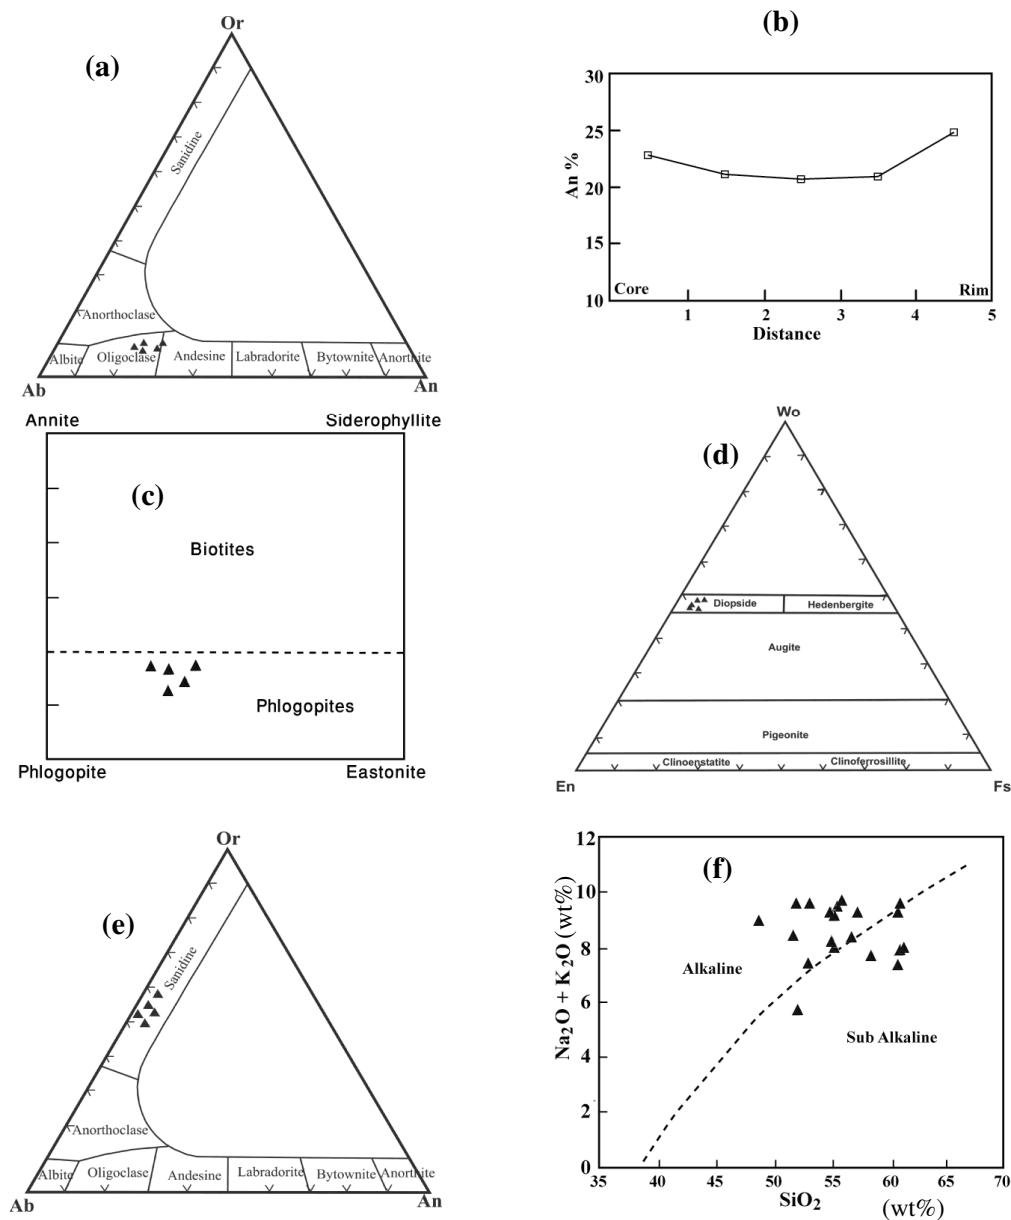 (a)
Or
Sanidine
Anorthoclase
Albite
Oligoclase
Andesine
Labradorite
Bytownite
Anorthite
Ab
An
(b)
30
25
20
15
10
An %
Core
Rim
1
2
3
4
5
Distance
Annite
Siderophyllite
(c)
Biotites
Phlogopites
Phlogopite
Eastonite
Wo
(d)
Diopside
Hedenbergite
Augite
Pigeonite
Clinoenstatite
Clinoferrosillite
En
Fs
Or
(e)
Sanidine
Anorthoclase
Albite
Oligoclase
Andesine
Labradorite
Bytownite
Anorthite
Ab
An
12
10
8
6
4
2
0
Na₂O + K₂O (wt%)
(f)
Alkaline
Sub Alkaline
35
40
45
50
55
60
65
70
SiO₂
(wt%)